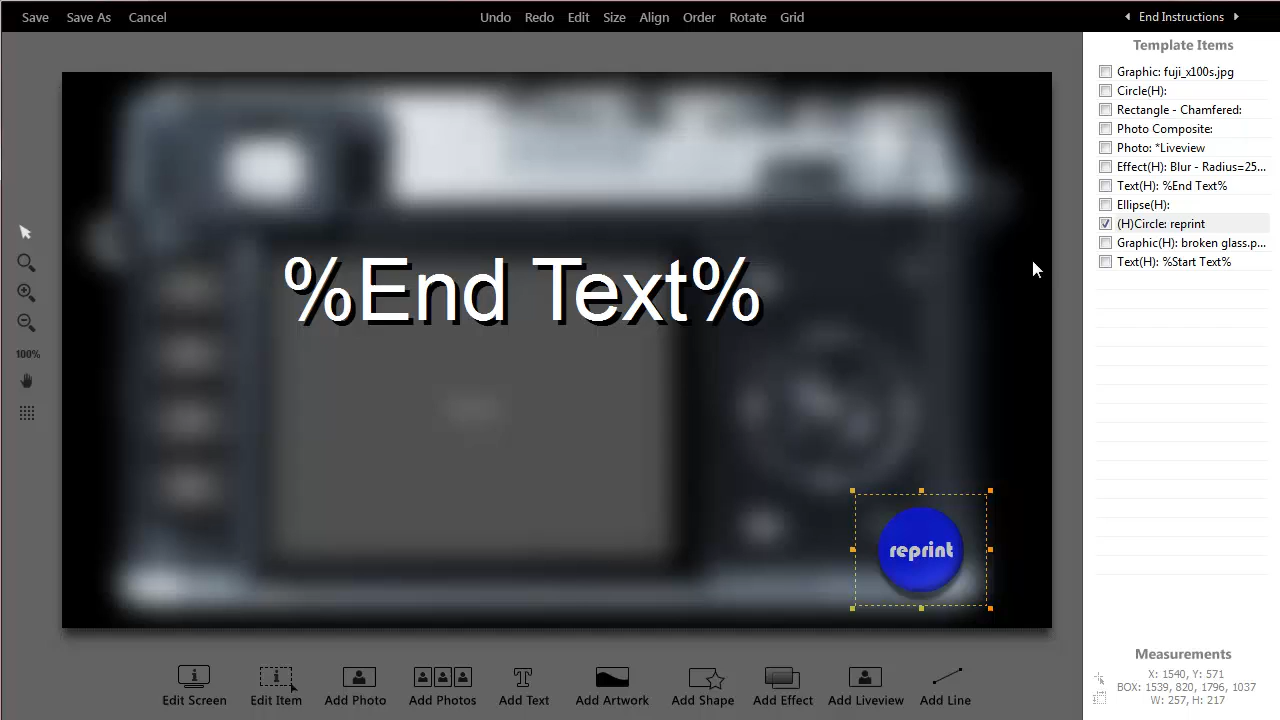 Save Save As Cancel Undo Redo Edit Size Align Order Rotate Grid End Instructions
Template Items
Graphic: fuji_x100s.jpg
Circle(H):
Rectangle - Chamfered:
Photo Composite:
Photo: *Liveview
Effect(H): Blur - Radius=25...
Text(H): %End Text%
Ellipse(H):
(H)Circle: reprint
Graphic(H): broken glass.p...
Text(H): %Start Text%
%End Text%
100%
reprint
Edit Screen Edit Item Add Photo Add Photos Add Text Add Artwork Add Shape Add Effect Add Liveview Add Line
Measurements
X: 1540, Y: 571
BOX: 1539, 820, 1796, 1037
W: 257, H: 217